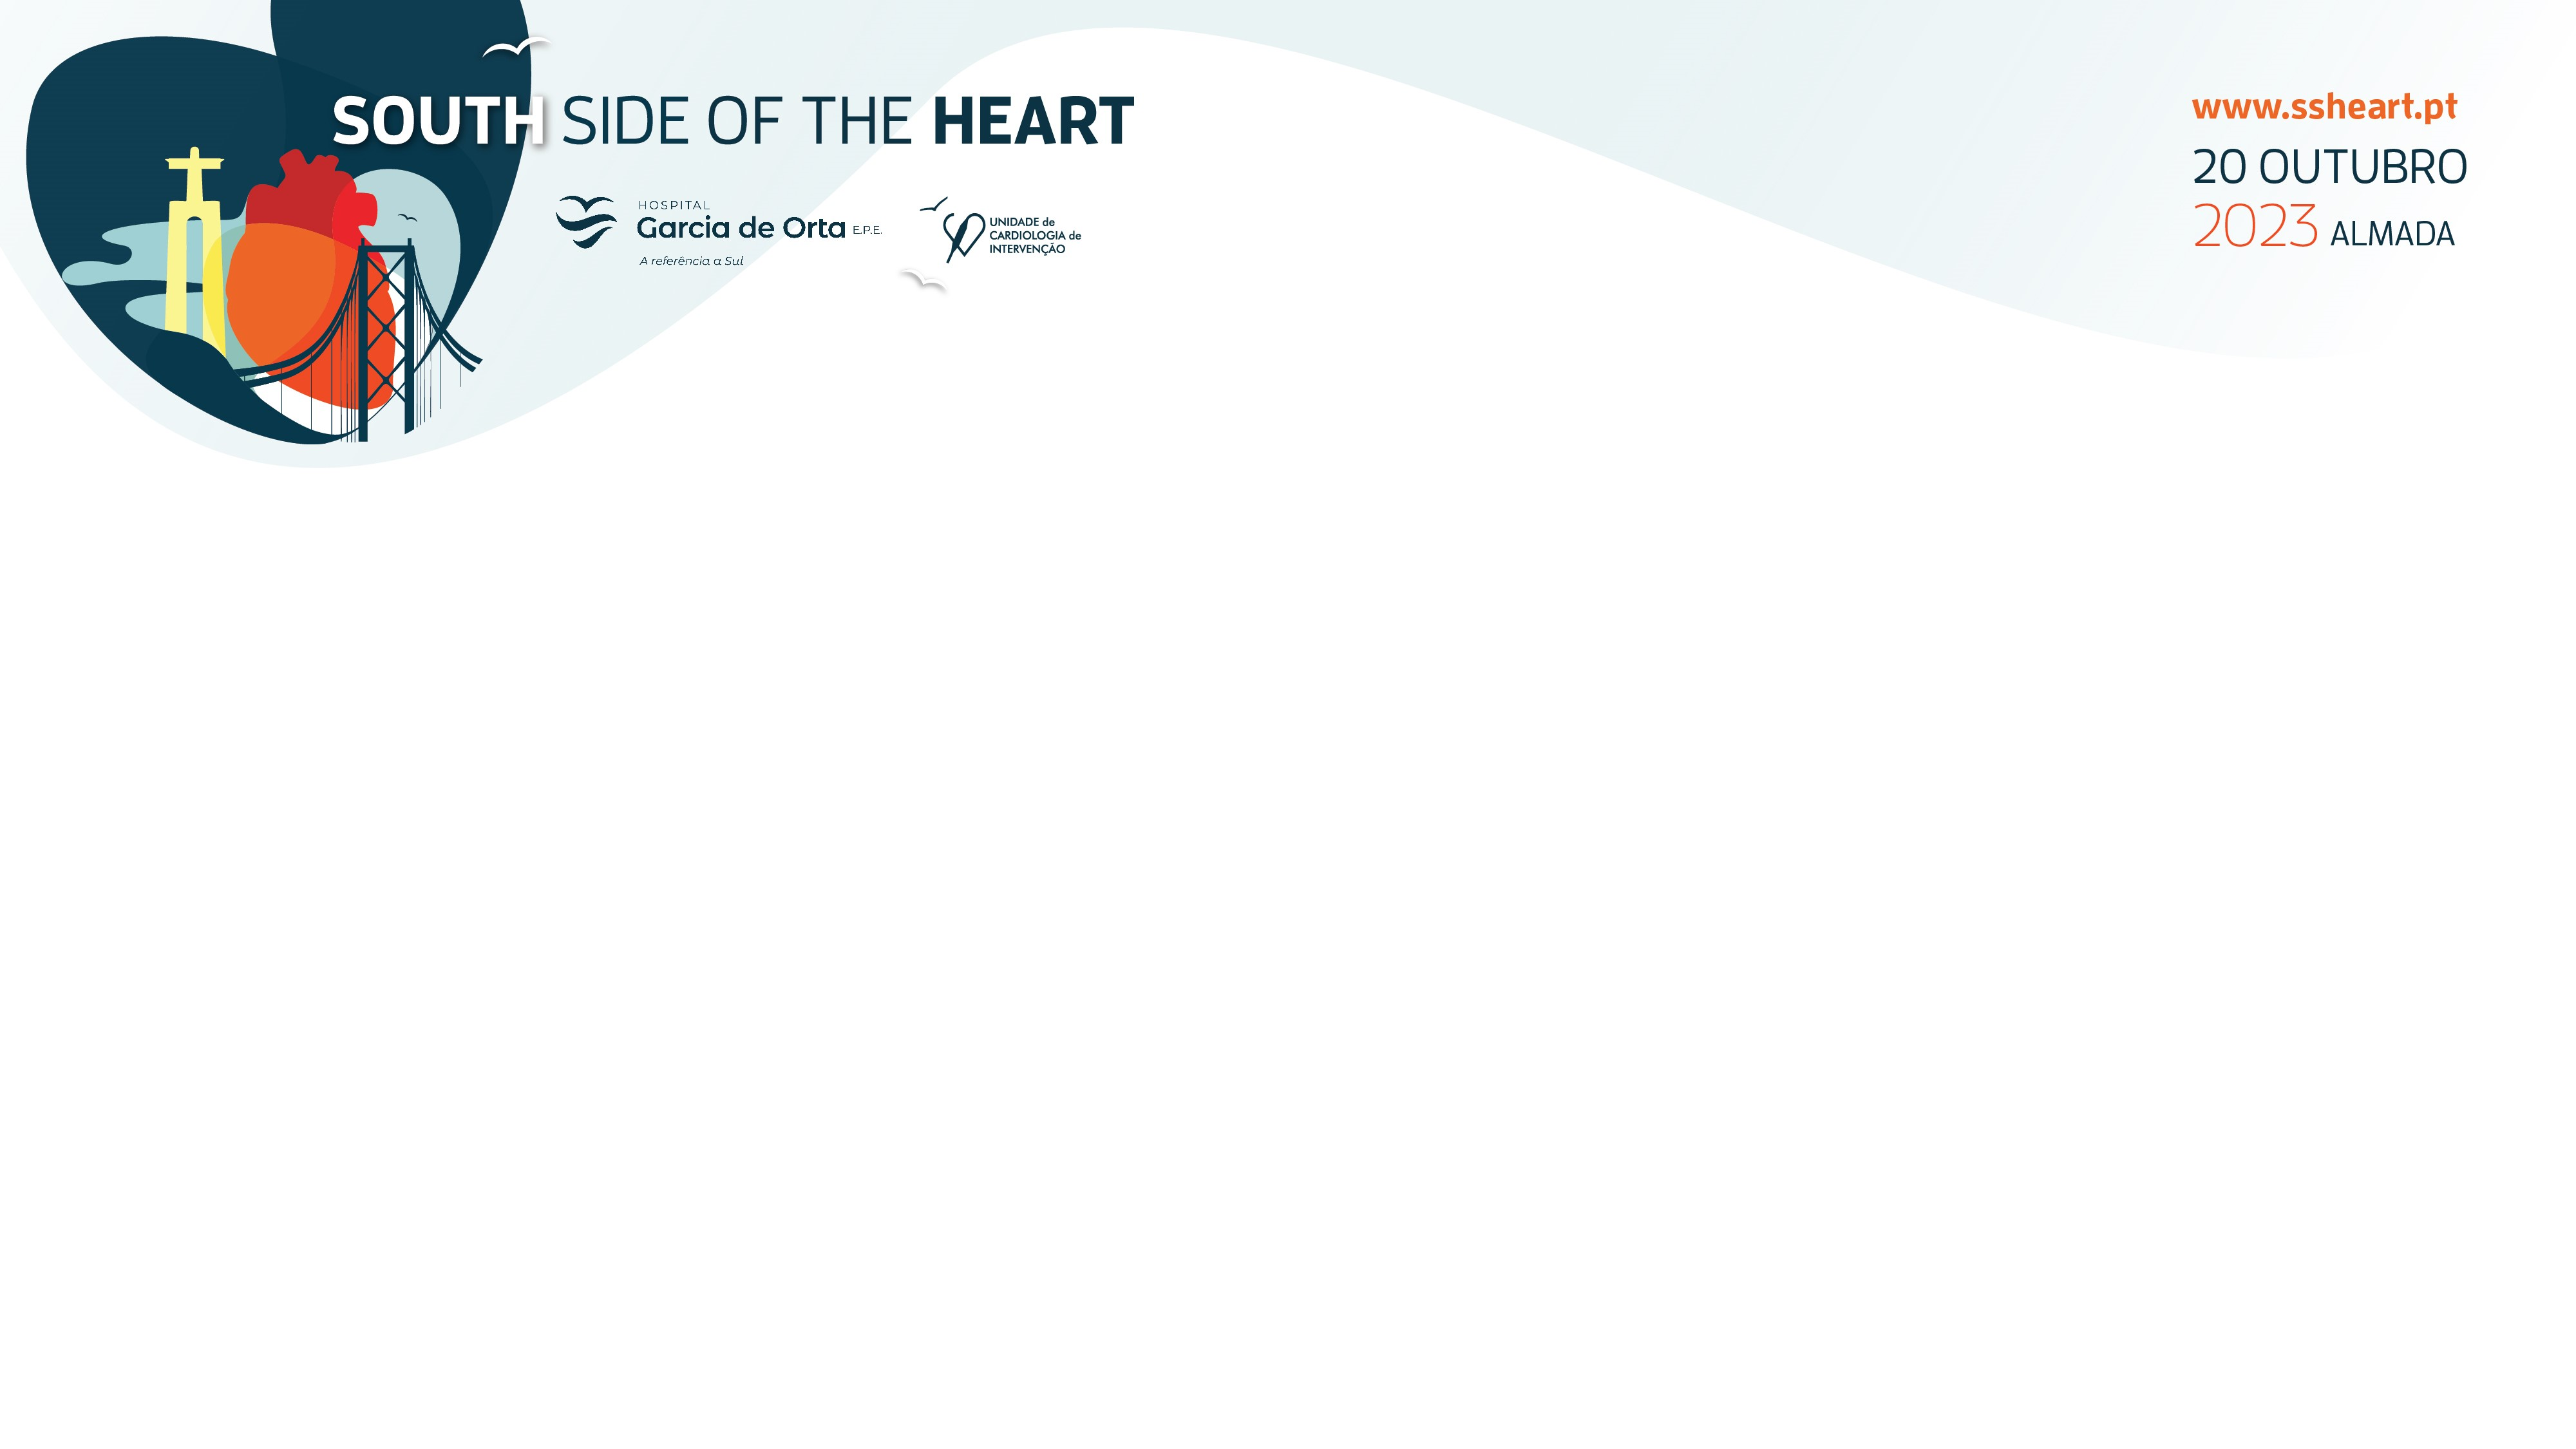 SOUTH SIDE OF THE HEART
HOSPITAL
Garcia de Orta E.P.E.
A referência a Sul
UNIDADE de
CARDIOLOGIA de
INTERVENÇÃO
www.ssheart.pt
20 OUTUBRO
2023 ALMADA